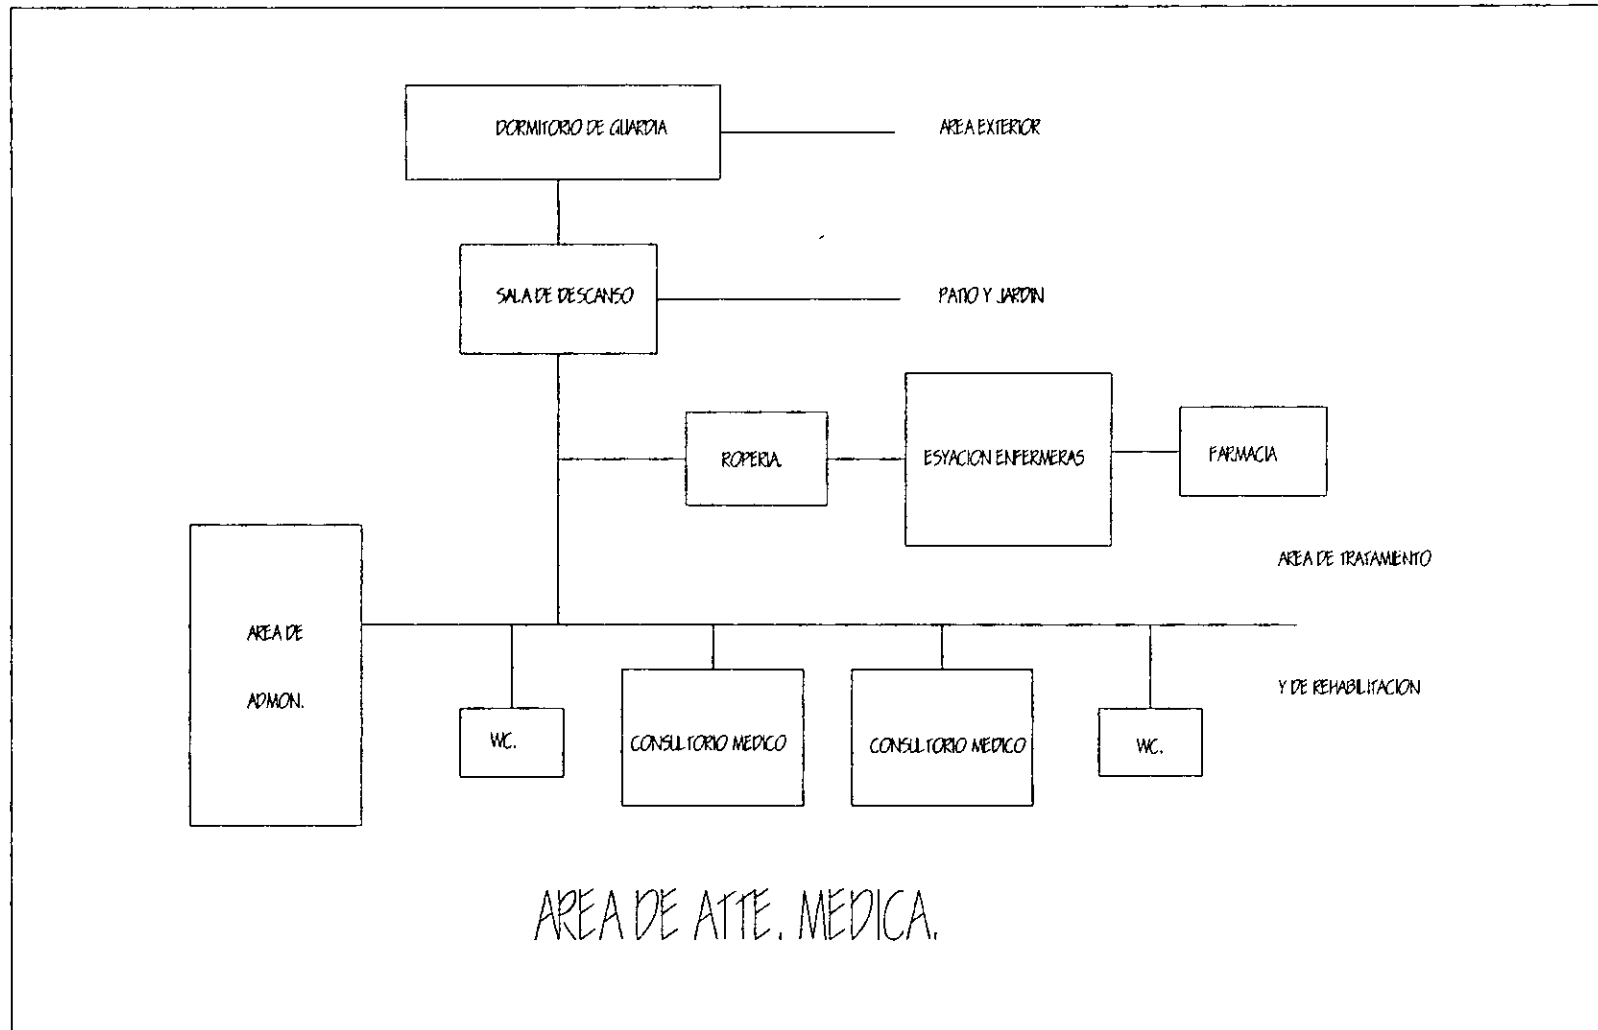 DORMITORIO DE GUARDIA
AREA EXTERIOR
SALA DE DESCANSO
PATIO Y JARDIN
ROPERIA.
ESYACION ENFERMERAS
FARMACIA
AREA DE TRATAMIENTO
AREA DE
ADMON.
Y DE REHABILITACION
WC.
CONSULTORIO MEDICO
CONSULTORIO MEDICO
WC.
AREA DE ATTE. MEDICA.